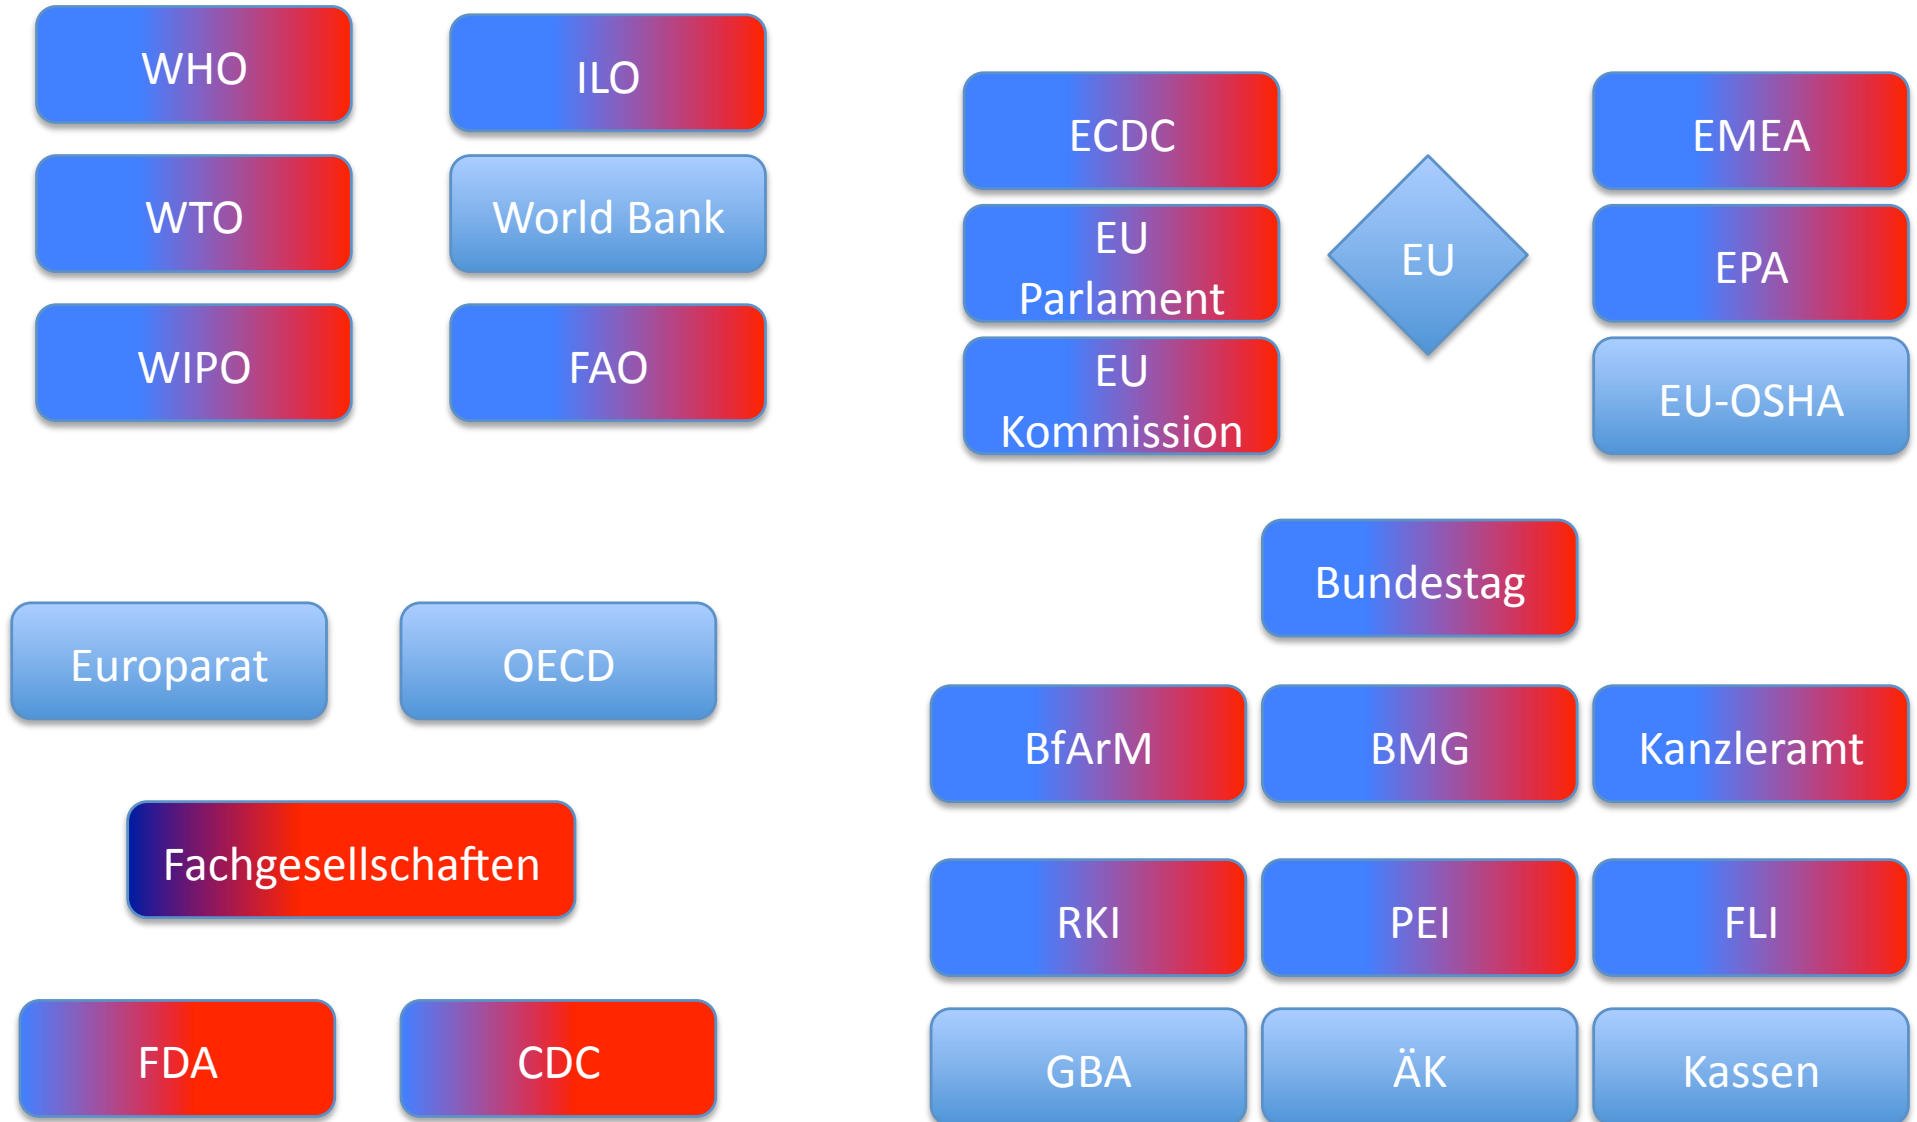 WHO
ILO
WTO
World Bank
WIPO
FAO
ECDC
EMEA
EU
Parlament
EU
EPA
EU
Kommission
EU-OSHA
Bundestag
Europarat
OECD
BfArM
BMG
Kanzleramt
Fachgesellschaften
RKI
PEI
FLI
FDA
CDC
GBA
ÄK
Kassen